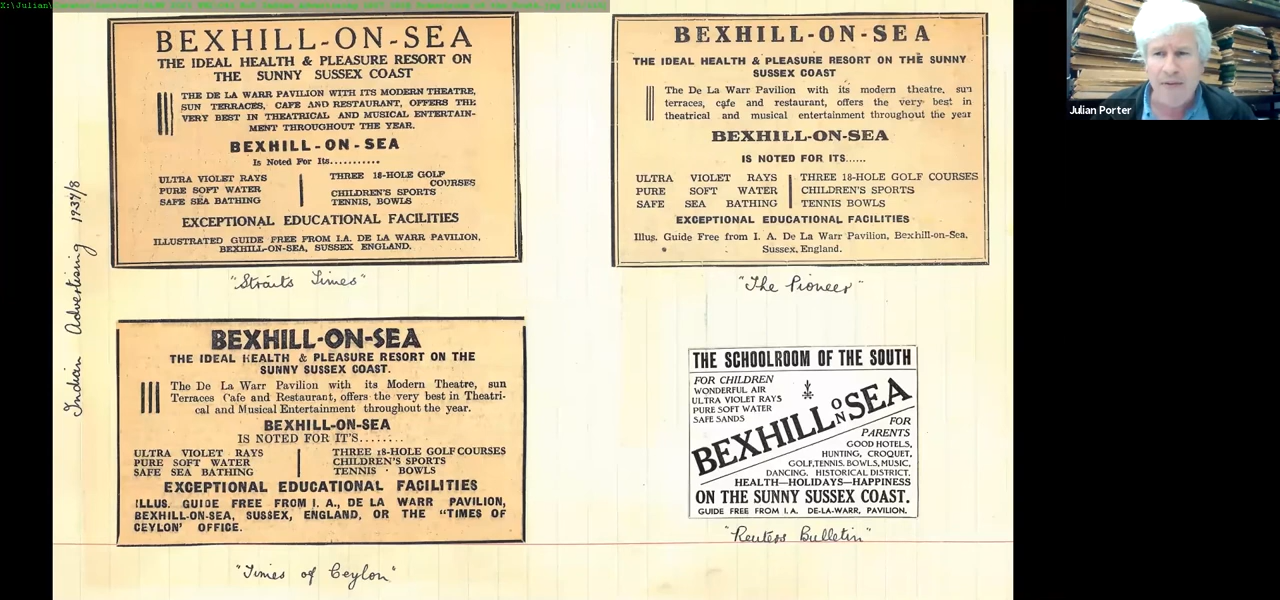 BEXHILL-ON-SEA
THE IDEAL HEALTH & PLEASURE RESORT ON
THE SUNNY SUSSEX COAST
THE DE LA WARR PAVILION WITH ITS MODERN THEATRE,
SUN TERRACES, CAFE AND RESTAURANT, OFFERS THE
VERY BEST IN THEATRICAL AND MUSICAL ENTERTAIN-
MENT THROUGHOUT THE YEAR.
BEXHILL-ON-SEA
Is Noted For Its...........
ULTRA VIOLET RAYS
PURE SOFT WATER
SAFE SEA BATHING
THREE 18-HOLE GOLF
COURSES
CHILDREN'S SPORTS
TENNIS, BOWLS
EXCEPTIONAL EDUCATIONAL FACILITIES
ILLUSTRATED GUIDE FREE FROM I.A. DE LA WARR PAVILION,
BEXHILL-ON-SEA, SUSSEX ENGLAND.
"Straits Times"
BEXHILL-ON-SEA
THE IDEAL HEALTH & PLEASURE RESORT ON THE SUNNY
SUSSEX COAST
The De La Warr Pavilion with its modern theatre, sun
terraces, cafe and restaurant, offers the very best in
theatrical and musical entertainment throughout the year
BEXHILL-ON-SEA
IS NOTED FOR ITS......
ULTRA VIOLET RAYS
PURE SOFT WATER
SAFE SEA BATHING
THREE 18-HOLE GOLF COURSES
CHILDREN'S SPORTS
TENNIS BOWLS
EXCEPTIONAL EDUCATIONAL FACILITIES
Illus. Guide Free from I. A. De La Warr Pavilion, Bexhill-on-Sea,
Sussex, England.
"The Pioneer"
Julian Porter
Indian Advertising 1937/8
BEXHILL-ON-SEA
THE IDEAL HEALTH & PLEASURE RESORT ON THE
SUNNY SUSSEX COAST.
The De La Warr Pavilion with its Modern Theatre, sun
Terraces Cafe and Restaurant, offers the very best in Theatri-
cal and Musical Entertainment throughout the year.
BEXHILL-ON-SEA
IS NOTED FOR IT'S........
ULTRA VIOLET RAYS
PURE SOFT WATER
SAFE SEA BATHING
THREE 18-HOLE GOLF COURSES
CHILDREN'S SPORTS
TENNIS · BOWLS
EXCEPTIONAL EDUCATIONAL FACILITIES
ILLUS. GUIDE FREE FROM I. A., DE LA WARR PAVILION,
BEXHILL-ON-SEA, SUSSEX, ENGLAND, OR THE "TIMES OF
CEYLON' OFFICE.
"Times of Ceylon"
THE SCHOOLROOM OF THE SOUTH
FOR CHILDREN
WONDERFUL AIR
ULTRA VIOLET RAYS
PURE SOFT WATER
SAFE SANDS
BEXHILL ON SEA
FOR
PARENTS
GOOD HOTELS,
HUNTING, CROQUET,
GOLF, TENNIS, BOWLS, MUSIC,
DANCING. HISTORICAL DISTRICT.
HEALTH—HOLIDAYS—HAPPINESS
ON THE SUNNY SUSSEX COAST.
GUIDE FREE FROM I.A. DE-LA-WARR, PAVILION.
"Reuters Bulletin"